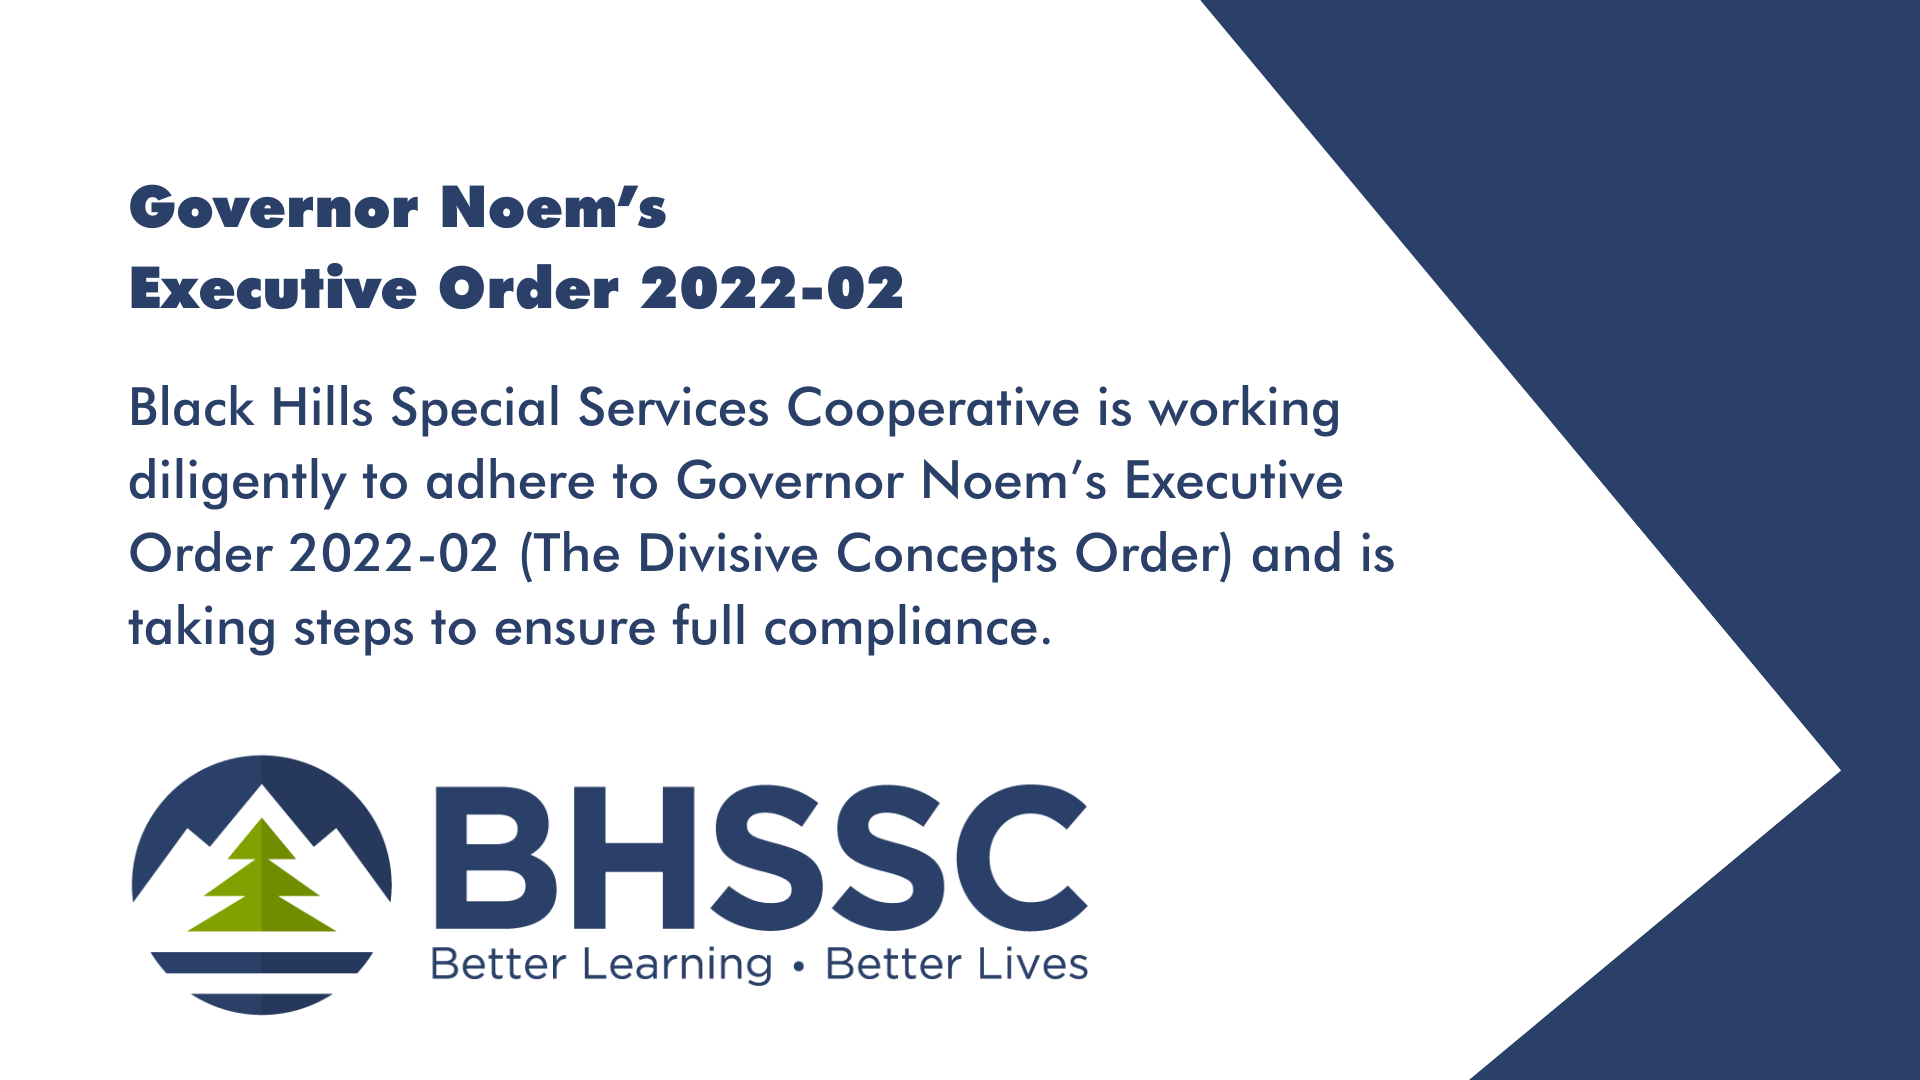 Governor Noem’s
Executive Order 2022-02
Black Hills Special Services Cooperative is working
diligently to adhere to Governor Noem’s Executive
Order 2022-02 (The Divisive Concepts Order) and is
taking steps to ensure full compliance.
BHSSC
Better Learning • Better Lives